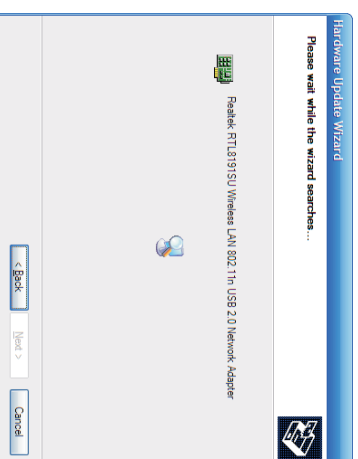 Hardware Update Wizard
Please wait while the wizard searches...
Realtek RTL8191SU Wireless LAN 802.11n USB 2.0 Network Adapter
< Back
Next >
Cancel